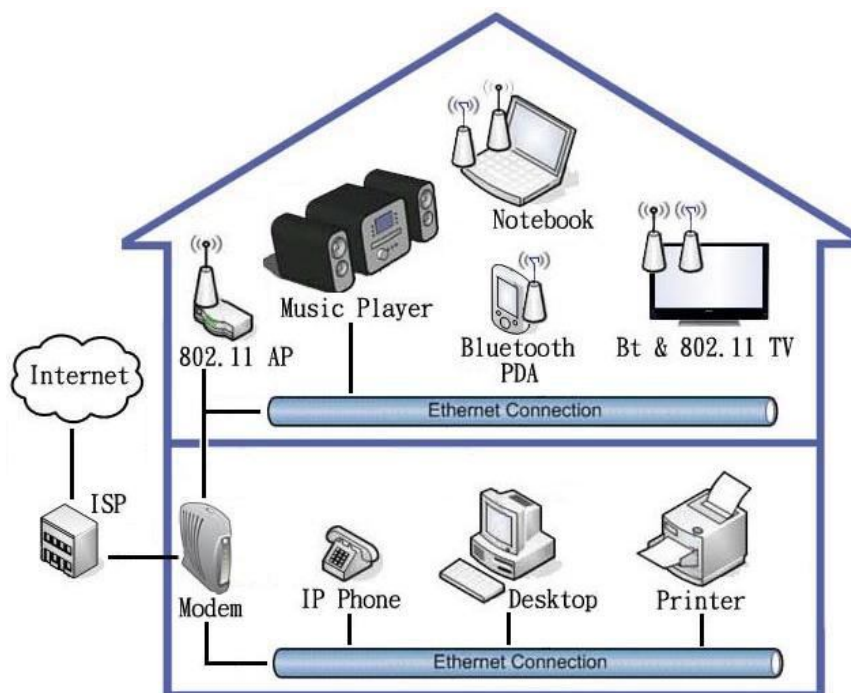 Notebook
Music Player
802.11 AP
Bluetooth
PDA
Bt & 802.11 TV
Internet
Ethernet Connection
ISP
Modem
IP Phone
Desktop
Printer
Ethernet Connection